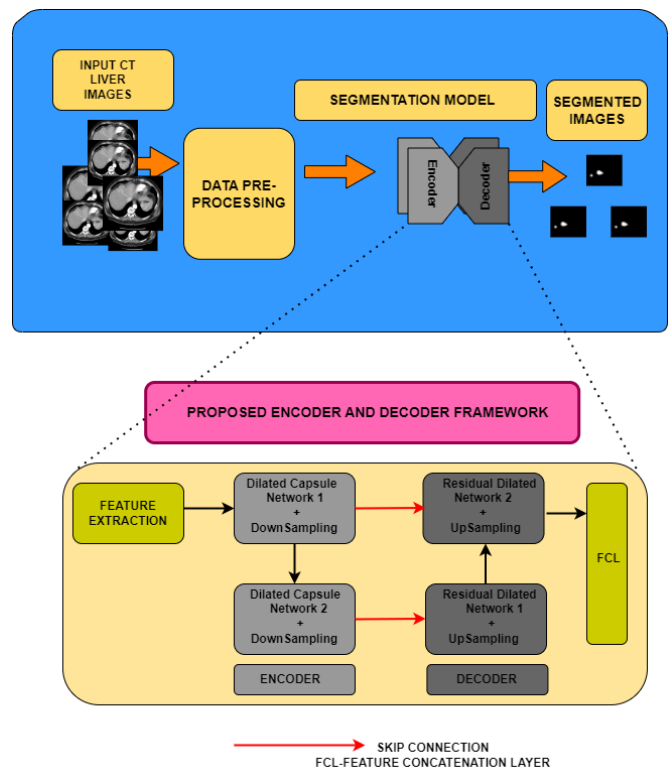 INPUT CT
LIVER
IMAGES
DATA PRE-
PROCESSING
SEGMENTATION MODEL
Encoder
Decoder
SEGMENTED
IMAGES
PROPOSED ENCODER AND DECODER FRAMEWORK
FEATURE
EXTRACTION
Dilated Capsule
Network 1
+
DownSampling
Residual Dilated
Network 2
+
UpSampling
FCL
Dilated Capsule
Network 2
+
DownSampling
Residual Dilated
Network 1
+
UpSampling
ENCODER
DECODER
SKIP CONNECTION
FCL-FEATURE CONCATENATION LAYER